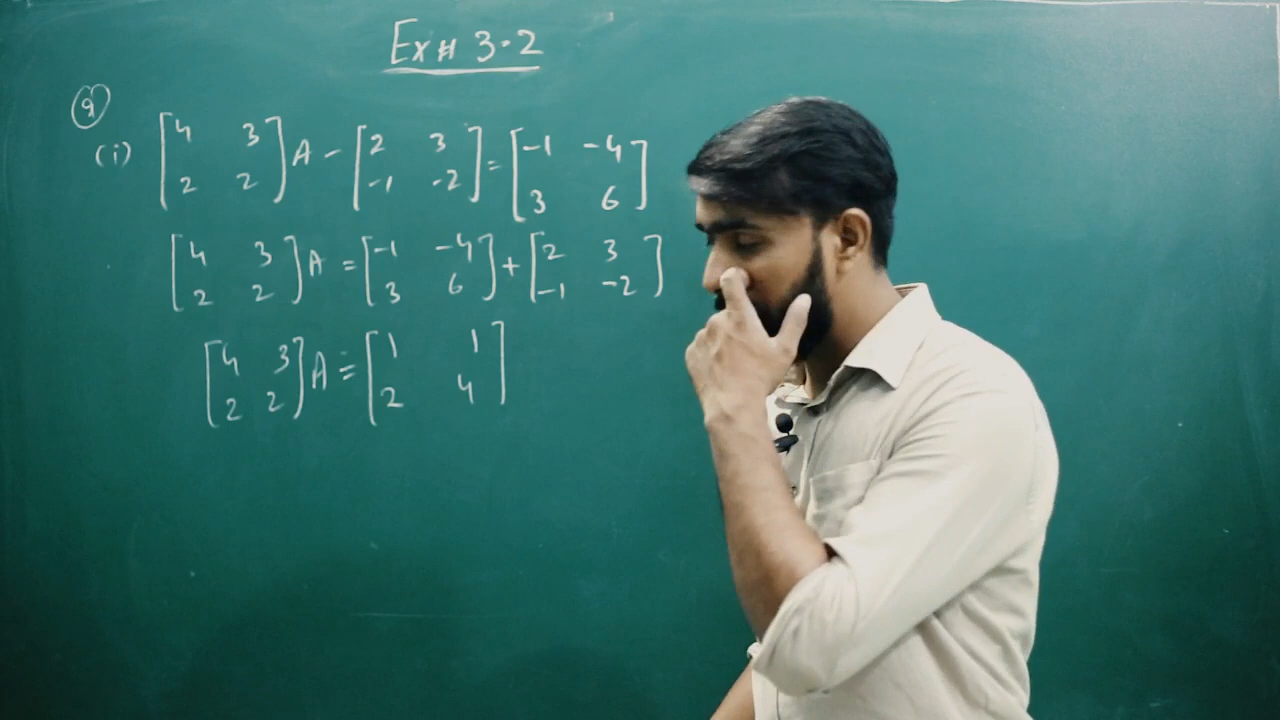 Ex# 3.2
9
(i) [4 3; 2 2] A - [2 3; -1 -2] = [-1 -4; 3 6]
[4 3; 2 2] A = [-1 -4; 3 6] + [2 3; -1 -2]
[4 3; 2 2] A = [1 1; 2 4]